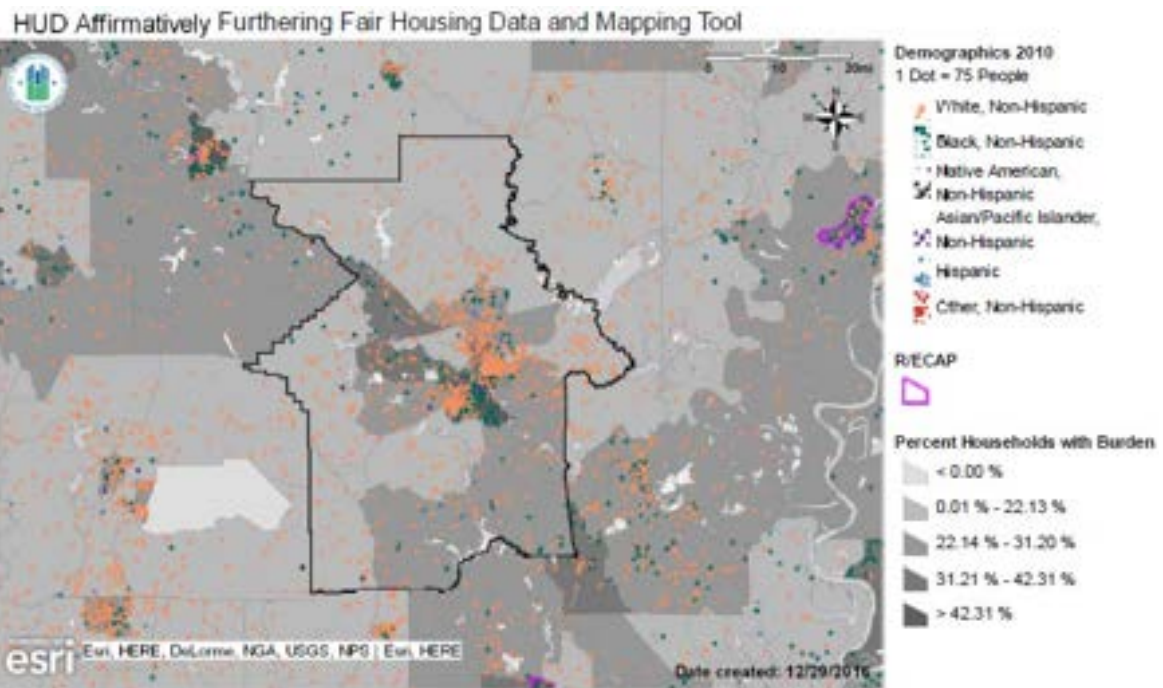 HUD Affirmatively Furthering Fair Housing Data and Mapping Tool
0 10 20mi
N
Demographics 2010
1 Dot = 75 People
White, Non-Hispanic
Black, Non-Hispanic
Native American,
Non-Hispanic
Asian/Pacific Islander,
Non-Hispanic
Hispanic
Other, Non-Hispanic
R/ECAP
Percent Households with Burden
< 0.00 %
0.01 % - 22.13 %
22.14 % - 31.20 %
31.21 % - 42.31 %
> 42.31 %
esri Esri, HERE, DeLorme, NGA, USGS, NPS | Esri, HERE
Date created: 12/29/2016